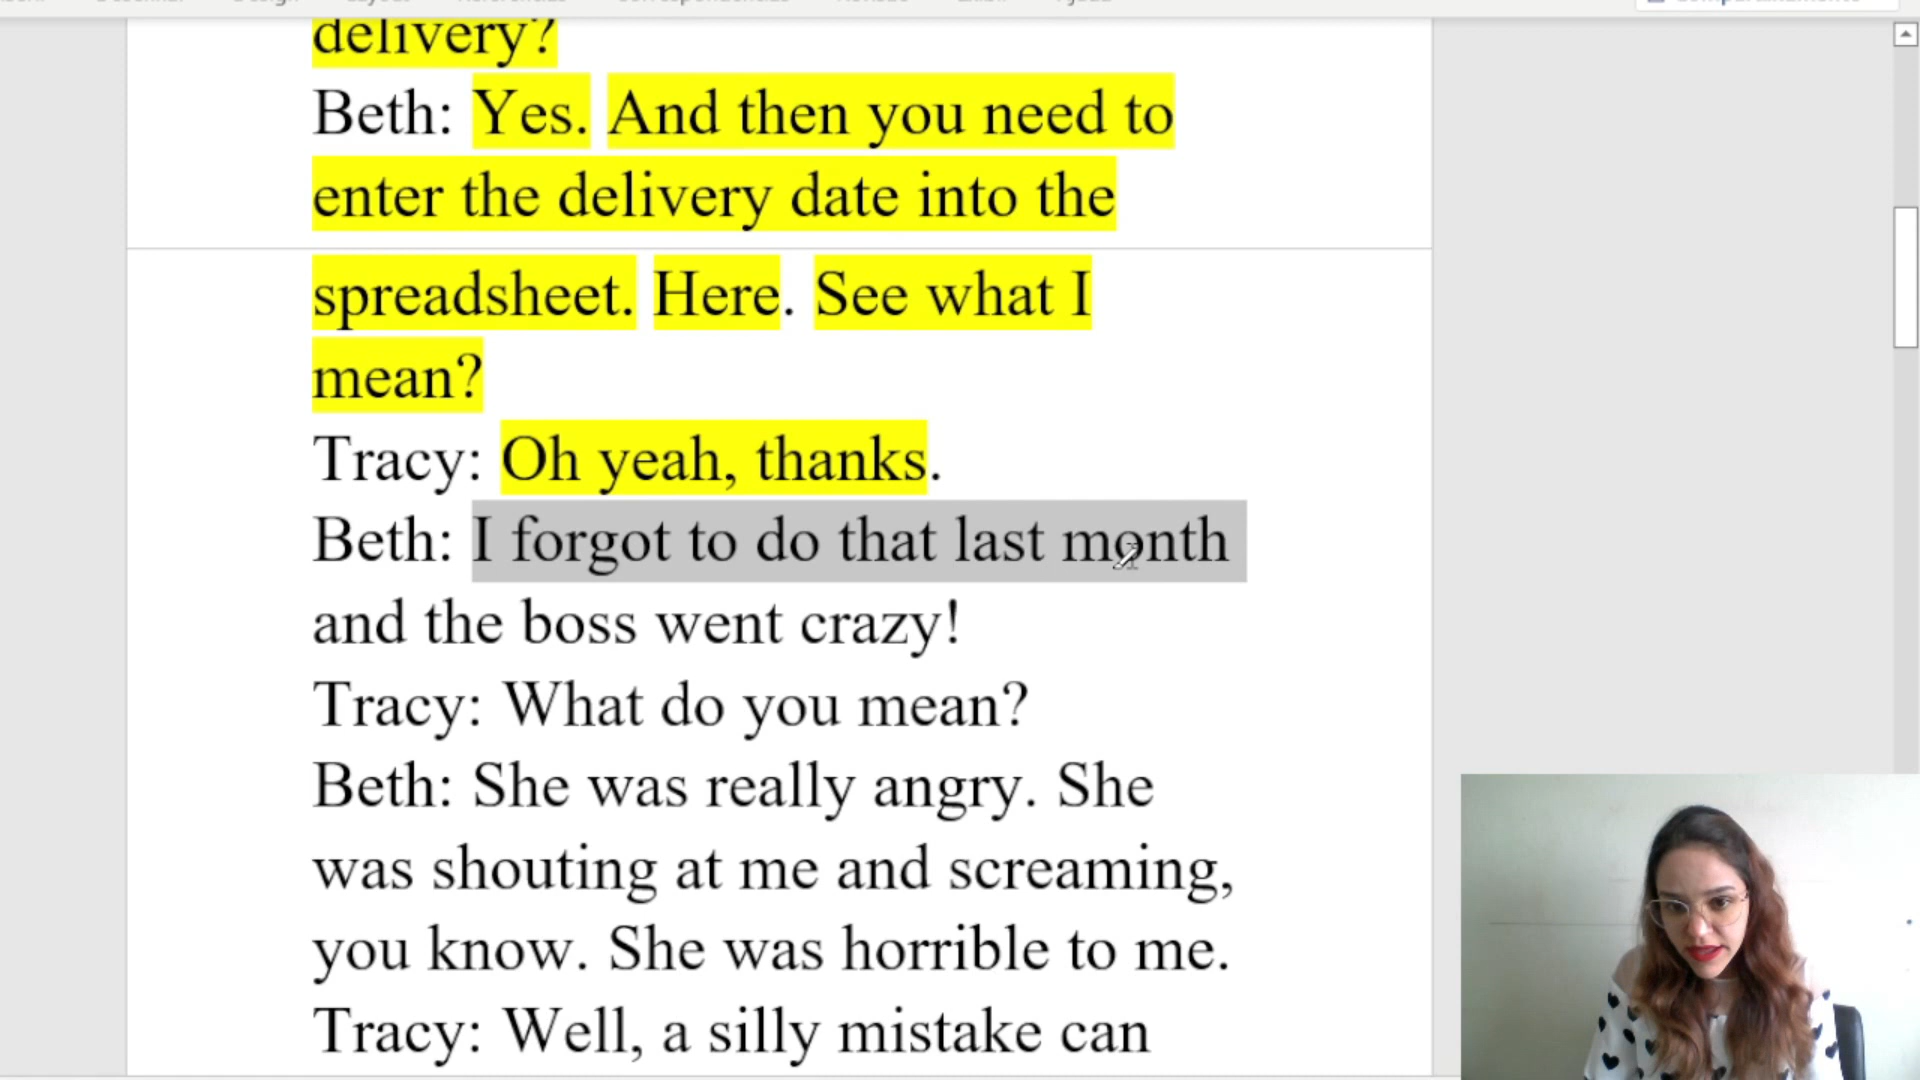 delivery?
Beth: Yes. And then you need to
enter the delivery date into the
spreadsheet. Here. See what I
mean?
Tracy: Oh yeah, thanks.
Beth: I forgot to do that last month
and the boss went crazy!
Tracy: What do you mean?
Beth: She was really angry. She
was shouting at me and screaming,
you know. She was horrible to me.
Tracy: Well, a silly mistake can